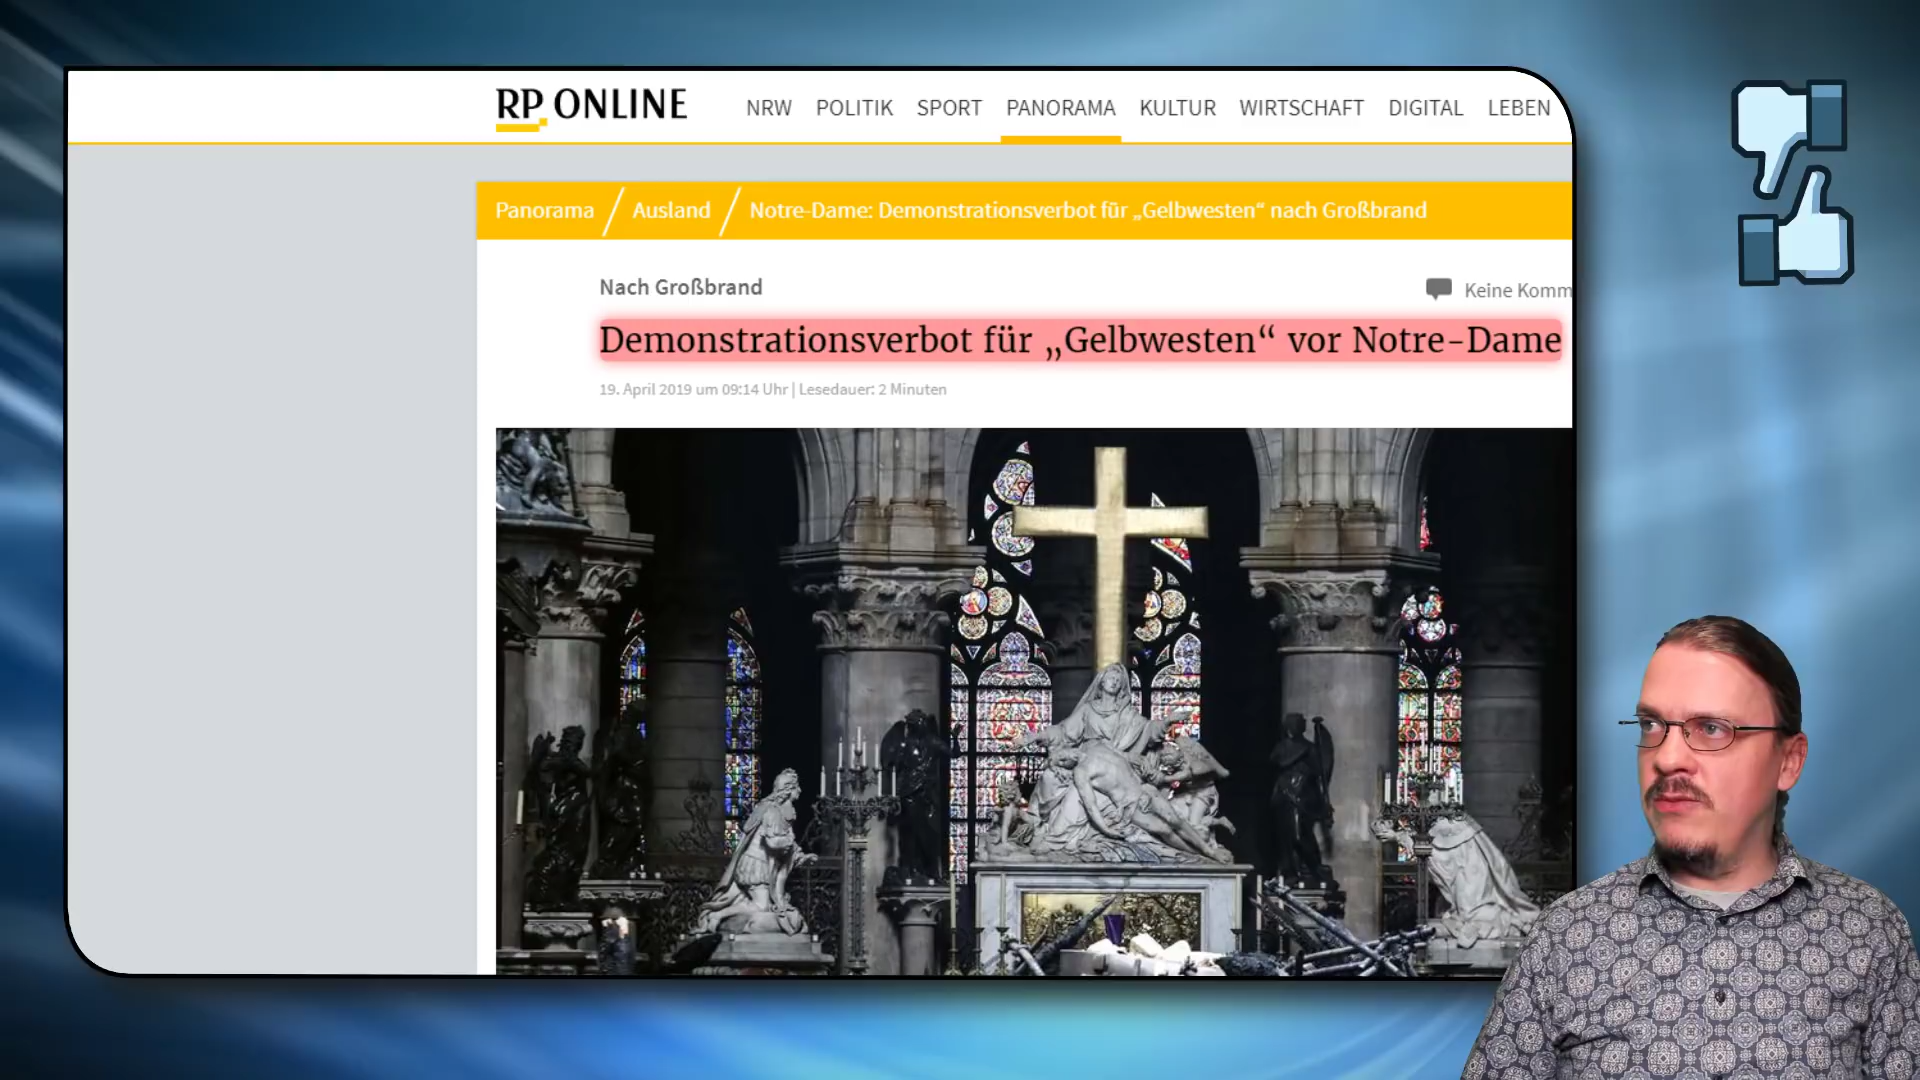 RP ONLINE
NRW POLITIK SPORT PANORAMA KULTUR WIRTSCHAFT DIGITAL LEBEN
Panorama / Ausland / Notre-Dame: Demonstrationsverbot für „Gelbwesten“ nach Großbrand
Nach Großbrand
Keine Komm
Demonstrationsverbot für „Gelbwesten“ vor Notre-Dame
19. April 2019 um 09:14 Uhr | Lesedauer: 2 Minuten